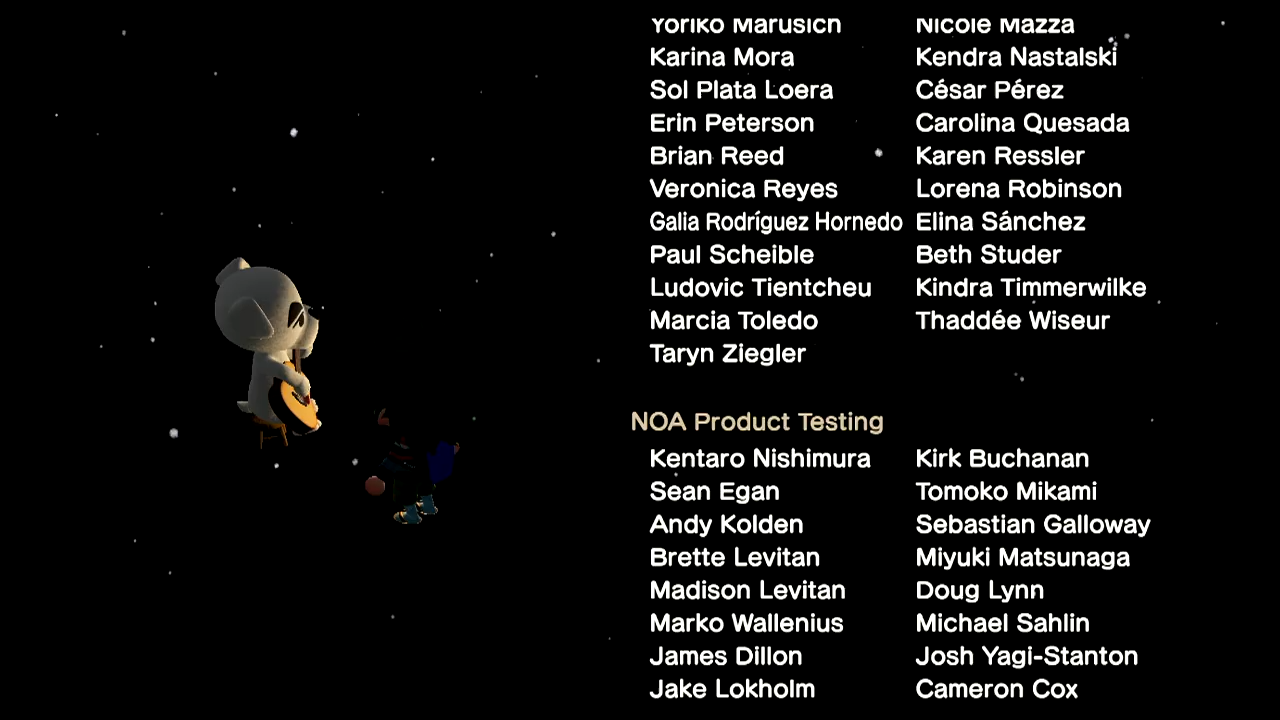 Yoriko Marusich Nicole Mazza
Karina Mora Kendra Nastalski
Sol Plata Loera César Pérez
Erin Peterson Carolina Quesada
Brian Reed Karen Ressler
Veronica Reyes Lorena Robinson
Galia Rodríguez Hornedo Elina Sánchez
Paul Scheible Beth Studer
Ludovic Tientcheu Kindra Timmerwilke
Marcia Toledo Thaddée Wiseur
Taryn Ziegler
NOA Product Testing
Kentaro Nishimura Kirk Buchanan
Sean Egan Tomoko Mikami
Andy Kolden Sebastian Galloway
Brette Levitan Miyuki Matsunaga
Madison Levitan Doug Lynn
Marko Wallenius Michael Sahlin
James Dillon Josh Yagi-Stanton
Jake Lokholm Cameron Cox